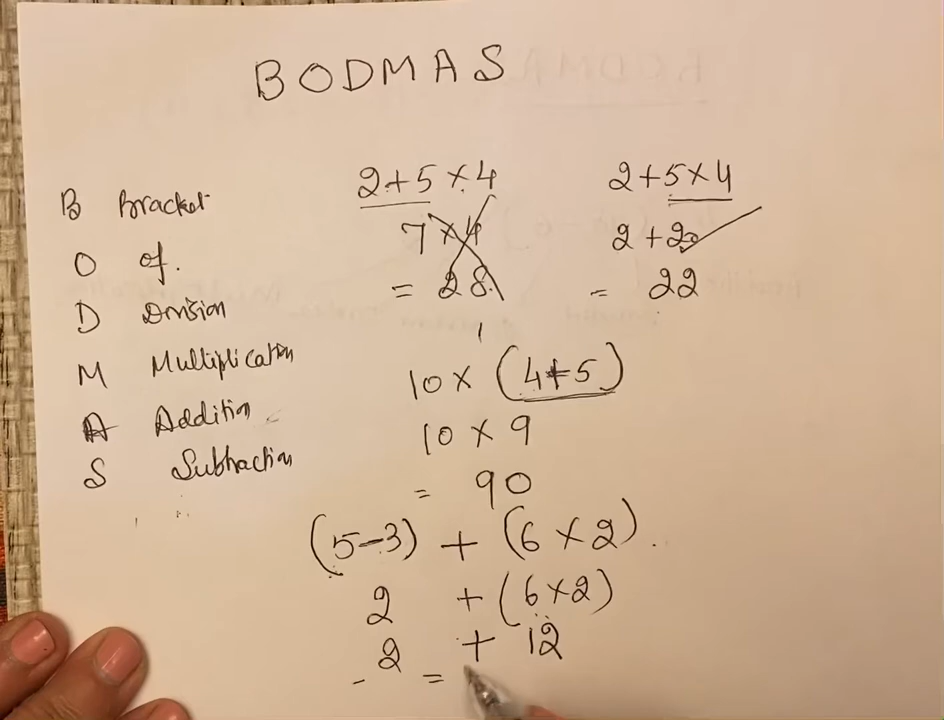 BODMAS
B Bracket
O of.
D Division
M Multiplication
A Addition
S Subtraction
2+5×4
7×4
= 28
2+5×4
2+20
= 22
10×(4+5)
10×9
= 90
(5-3) + (6×2).
2 + (6×2)
2 + 12
=